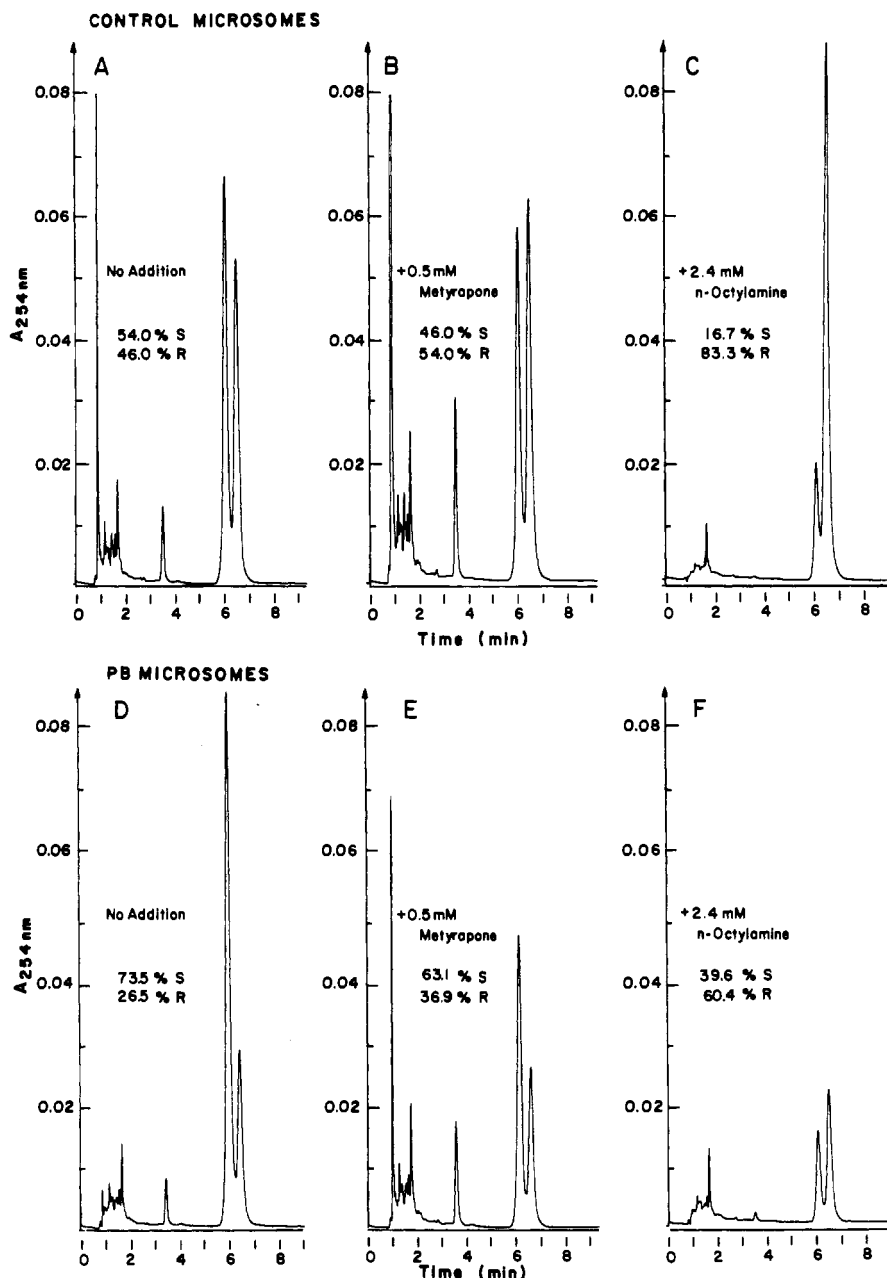 CONTROL MICROSOMES
A
0.08
0.06
0.04
0.02
A254nm
No Addition
54.0 % S
46.0 % R
0 2 4 6 8
B
0.08
0.06
0.04
0.02
+0.5mM
Metyrapone
46.0 % S
54.0 % R
0 2 4 6 8
Time (min)
C
0.08
0.06
0.04
0.02
+2.4 mM
n-Octylamine
16.7 % S
83.3 % R
0 2 4 6 8
PB MICROSOMES
D
0.08
0.06
0.04
0.02
A254nm
No Addition
73.5 % S
26.5 % R
0 2 4 6 8
E
0.08
0.06
0.04
0.02
+0.5mM
Metyrapone
63.1 % S
36.9 % R
0 2 4 6 8
Time (min)
F
0.08
0.06
0.04
0.02
+2.4 mM
n-Octylamine
39.6 % S
60.4 % R
0 2 4 6 8